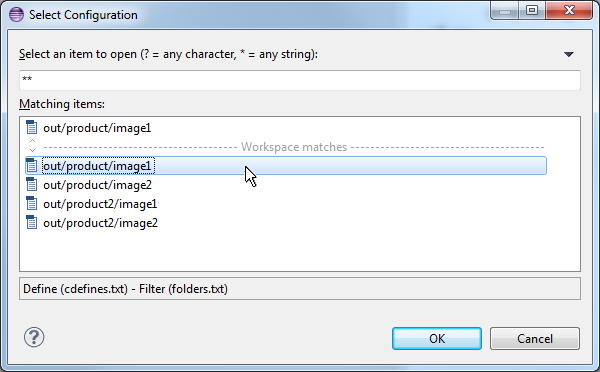 Select Configuration
Select an item to open (? = any character, * = any string):
**
Matching items:
out/product/image1
Workspace matches
out/product/image1
out/product/image2
out/product2/image1
out/product2/image2
Define (cdefines.txt) - Filter (folders.txt)
?
OK Cancel